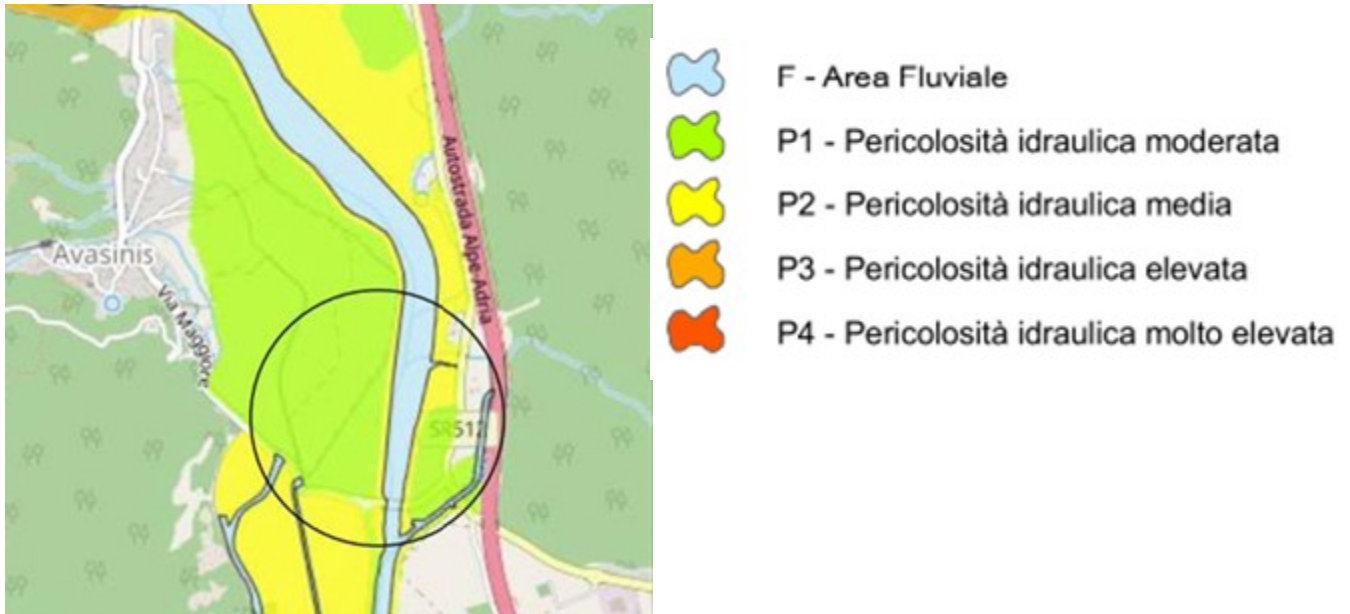 Avasinis
Via Maggiore
Autostrada Alpe-Adria
SR512
F - Area Fluviale
P1 - Pericolosità idraulica moderata
P2 - Pericolosità idraulica media
P3 - Pericolosità idraulica elevata
P4 - Pericolosità idraulica molto elevata